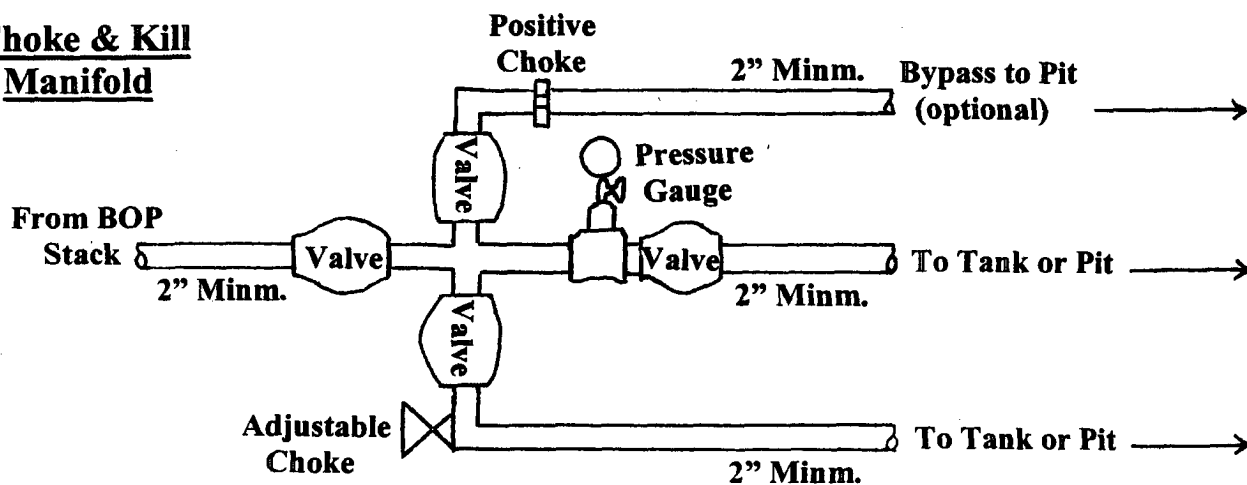 hoke & Kill
Manifold
Positive
Choke
2” Minm.
Bypass to Pit
(optional)
Valve
Pressure
Gauge
From BOP
Stack
Valve
Valve
To Tank or Pit
2” Minm.
2” Minm.
Valve
Adjustable
Choke
To Tank or Pit
2” Minm.